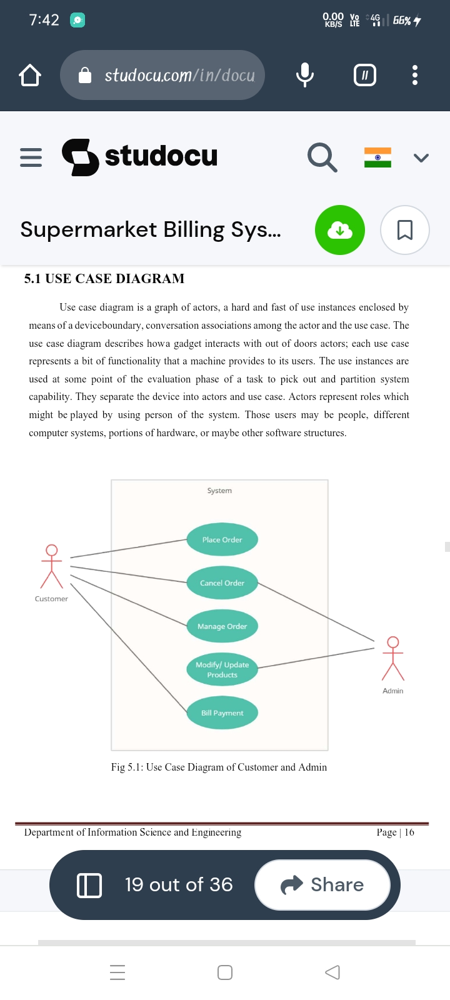 7:42
0.00 KB/S Vo LTE 4G 66%
studocu.com/in/docu
studocu
Supermarket Billing Sys...
5.1 USE CASE DIAGRAM
Use case diagram is a graph of actors, a hard and fast of use instances enclosed by
means of a deviceboundary, conversation associations among the actor and the use case. The
use case diagram describes howa gadget interacts with out of doors actors; each use case
represents a bit of functionality that a machine provides to its users. The use instances are
used at some point of the evaluation phase of a task to pick out and partition system
capability. They separate the device into actors and use case. Actors represent roles which
might be played by using person of the system. Those users may be people, different
computer systems, portions of hardware, or maybe other software structures.
System
Place Order
Customer
Cancel Order
Manage Order
Modify/ Update
Products
Admin
Bill Payment
Fig 5.1: Use Case Diagram of Customer and Admin
Department of Information Science and Engineering Page | 16
19 out of 36 Share